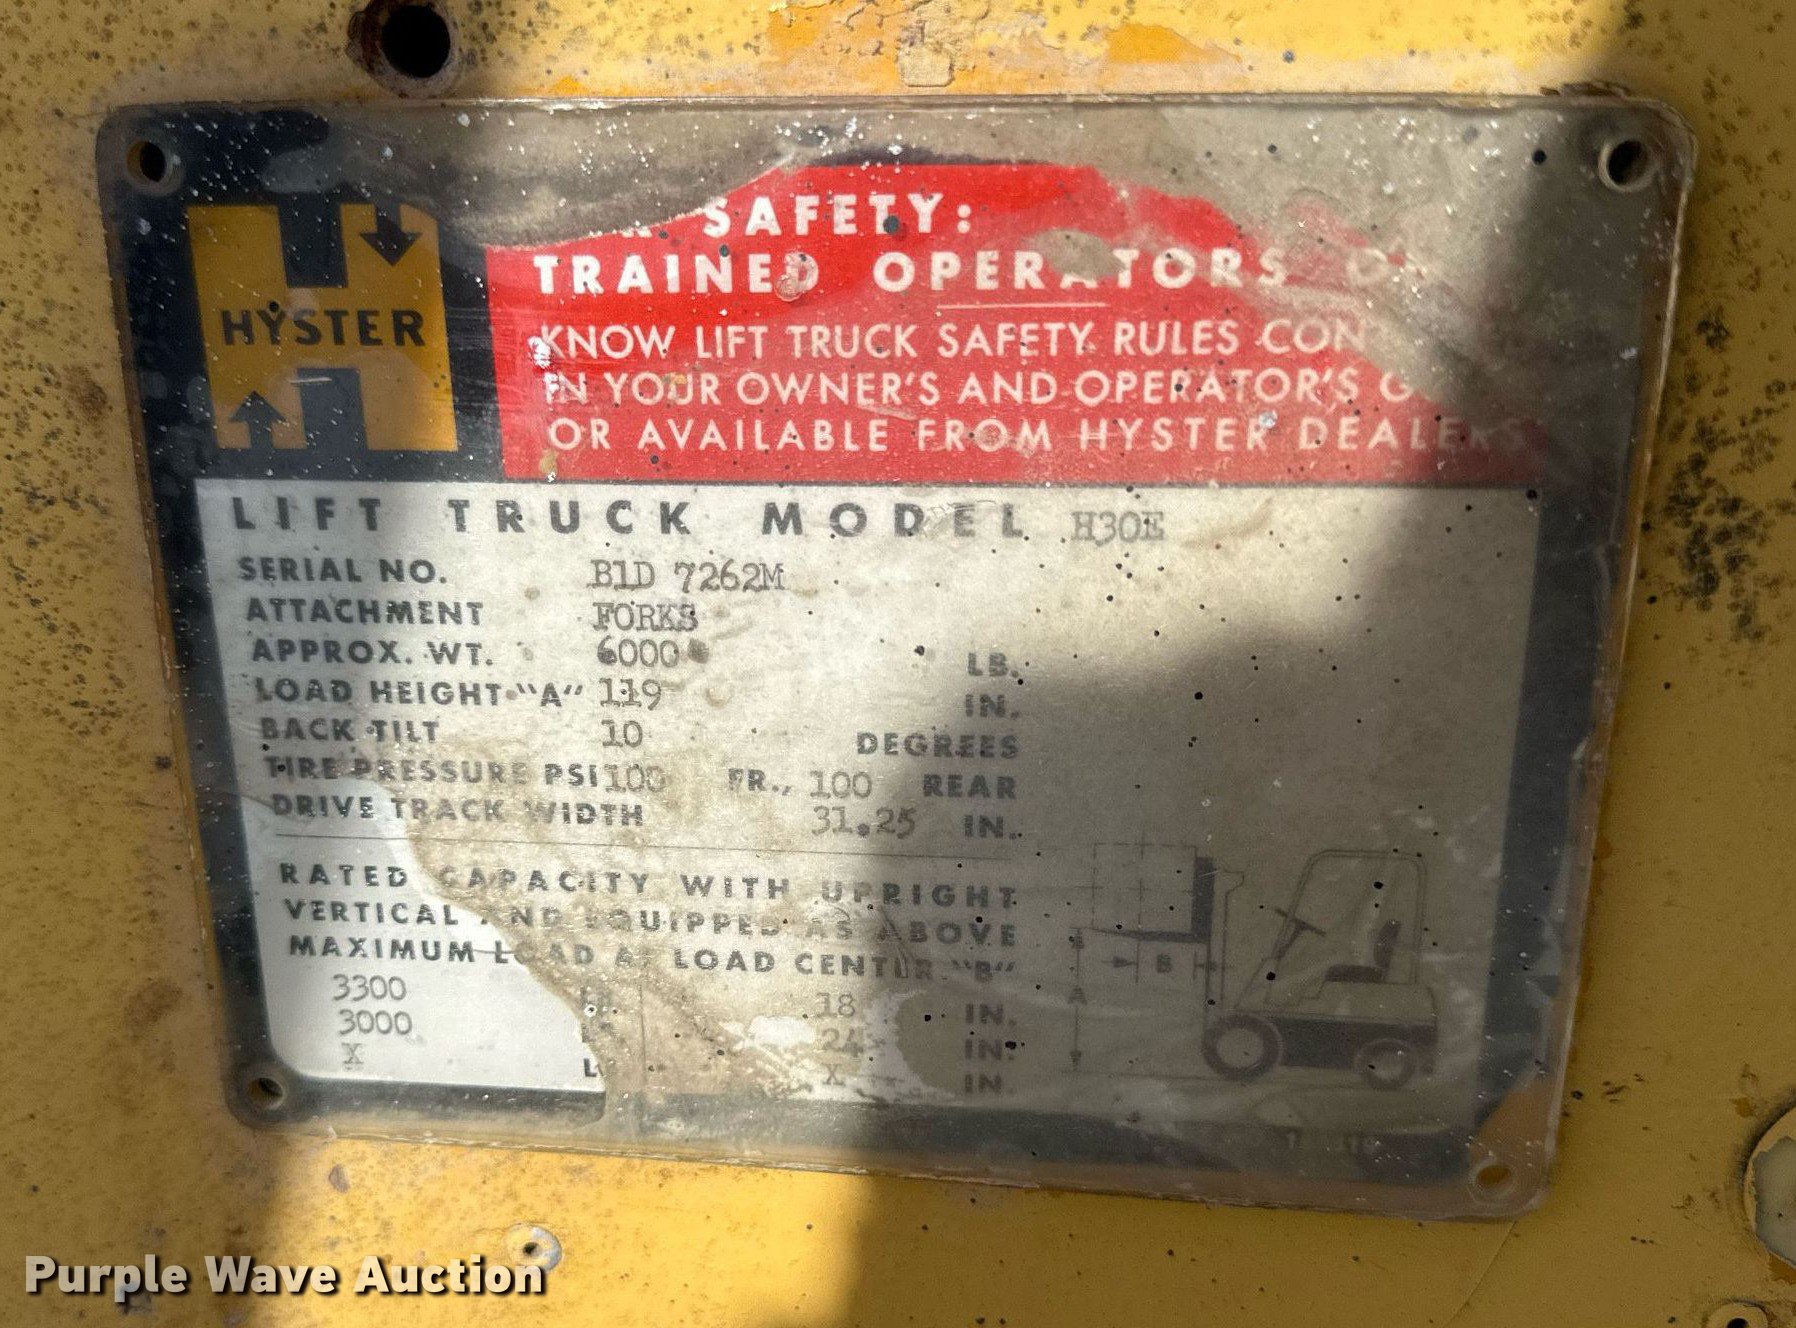 HYSTER
SAFETY:
TRAINED OPERATORS
KNOW LIFT TRUCK SAFETY RULES CON
IN YOUR OWNER'S AND OPERATOR'S G
OR AVAILABLE FROM HYSTER DEALERS
LIFT TRUCK MODEL H30E
SERIAL NO. B1D 7262M
ATTACHMENT FORKS
APPROX. WT. 6000 LB.
LOAD HEIGHT "A" 119 IN.
BACK TILT 10 DEGREES
TIRE PRESSURE PSI 100 FR., 100 REAR
DRIVE TRACK WIDTH 31.25 IN.
RATED CAPACITY WITH UPRIGHT
VERTICAL AND EQUIPPED AS ABOVE
MAXIMUM LOAD AT LOAD CENTER "B"
3300 LB. 18 IN.
3000 24 IN.
X L X IN.
B
A
Purple Wave Auction